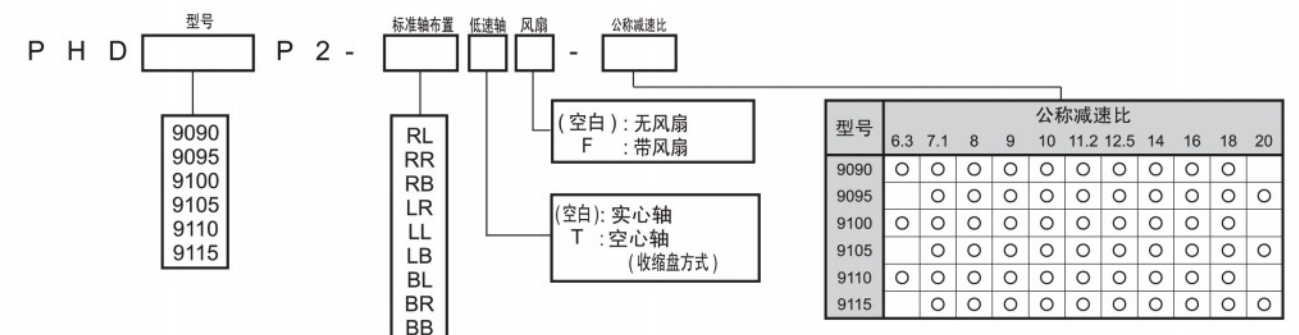 型号 标准轴布置 低速轴 风扇 公称减速比
P H D P 2 - -
9090
9095
9100
9105
9110
9115
RL
RR
RB
LR
LL
LB
BL
BR
BB
(空白):无风扇
F :带风扇
(空白):实心轴
T :空心轴
(收缩盘方式)
型号 公称减速比
6.3 7.1 8 9 10 11.2 12.5 14 16 18 20
9090 ○ ○ ○ ○ ○ ○ ○ ○ ○ ○
9095 ○ ○ ○ ○ ○ ○ ○ ○ ○ ○
9100 ○ ○ ○ ○ ○ ○ ○ ○ ○ ○
9105 ○ ○ ○ ○ ○ ○ ○ ○ ○ ○
9110 ○ ○ ○ ○ ○ ○ ○ ○ ○ ○
9115 ○ ○ ○ ○ ○ ○ ○ ○ ○ ○